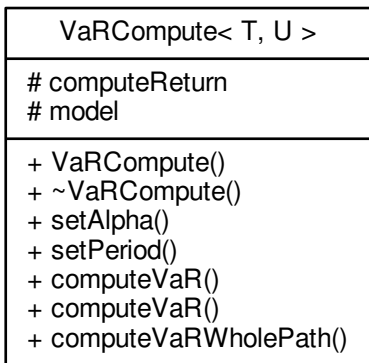 VaRCompute< T, U >
# computeReturn
# model
+ VaRCompute()
+ ~VaRCompute()
+ setAlpha()
+ setPeriod()
+ computeVaR()
+ computeVaR()
+ computeVaRWholePath()